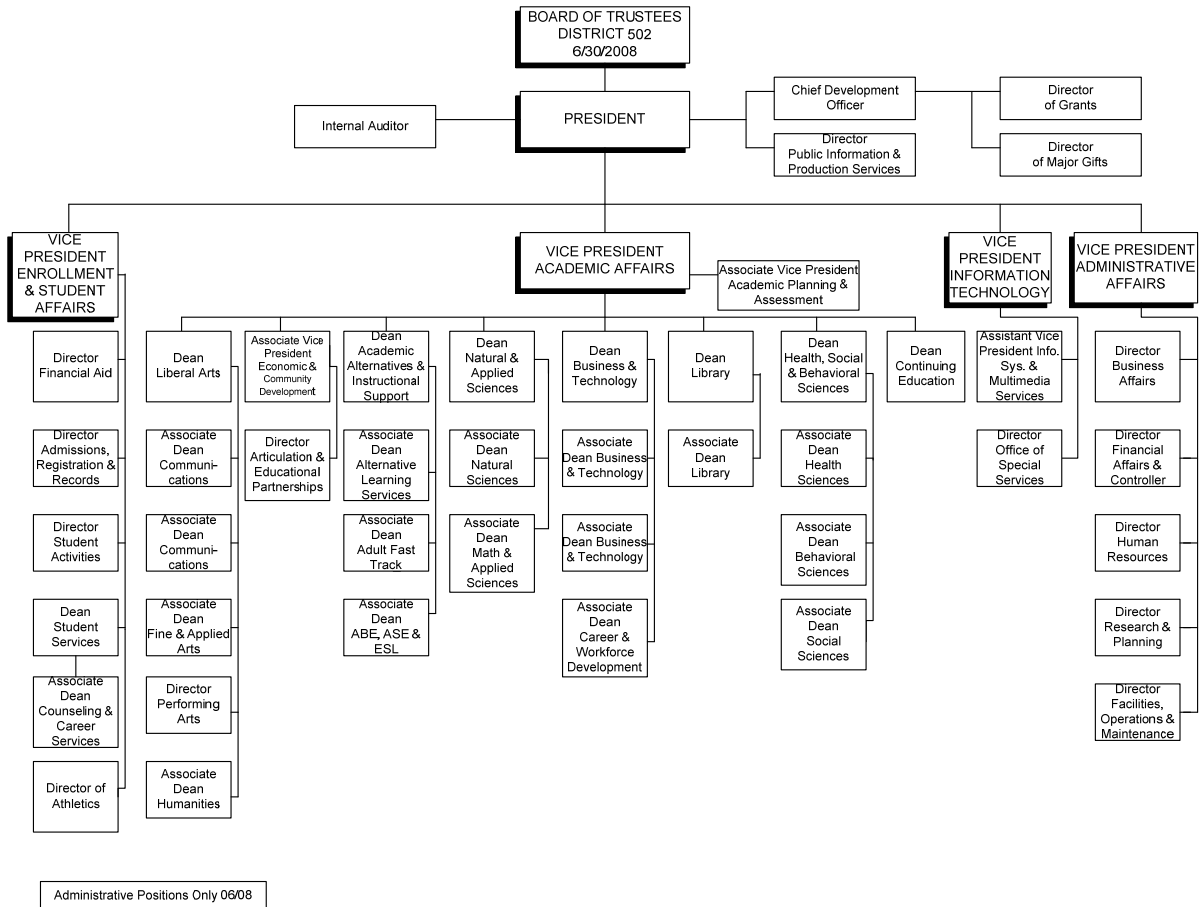 BOARD OF TRUSTEES
DISTRICT 502
6/30/2008
Internal Auditor
PRESIDENT
Chief Development
Officer
Director
of Grants
Director
Public Information &
Production Services
Director
of Major Gifts
VICE
PRESIDENT
ENROLLMENT
& STUDENT
AFFAIRS
VICE PRESIDENT
ACADEMIC AFFAIRS
Associate Vice President
Academic Planning &
Assessment
VICE
PRESIDENT
INFORMATION
TECHNOLOGY
VICE PRESIDENT
ADMINISTRATIVE
AFFAIRS
Director
Financial Aid
Dean
Liberal Arts
Associate Vice
President
Economic &
Community
Development
Dean
Academic
Alternatives &
Instructional
Support
Dean
Natural &
Applied
Sciences
Dean
Business &
Technology
Dean
Library
Dean
Health, Social
& Behavioral
Sciences
Dean
Continuing
Education
Assistant Vice
President Info.
Sys. &
Multimedia
Services
Director
Business
Affairs
Director
Admissions,
Registration &
Records
Associate
Dean
Communi-
cations
Director
Articulation &
Educational
Partnerships
Associate
Dean
Alternative
Learning
Services
Associate
Dean
Natural
Sciences
Associate
Dean Business
& Technology
Associate
Dean
Library
Associate
Dean
Health
Sciences
Director
Office of
Special
Services
Director
Financial
Affairs &
Controller
Director
Student
Activities
Associate
Dean
Communi-
cations
Associate
Dean
Adult Fast
Track
Associate
Dean
Math &
Applied
Sciences
Associate
Dean Business
& Technology
Associate
Dean
Behavioral
Sciences
Director
Human
Resources
Dean
Student
Services
Associate
Dean
Fine & Applied
Arts
Associate
Dean
ABE, ASE &
ESL
Associate
Dean
Career &
Workforce
Development
Associate
Dean
Social
Sciences
Director
Research &
Planning
Associate
Dean
Counseling &
Career
Services
Director
Performing
Arts
Director
Facilities,
Operations &
Maintenance
Director of
Athletics
Associate
Dean
Humanities
Administrative Positions Only 06/08